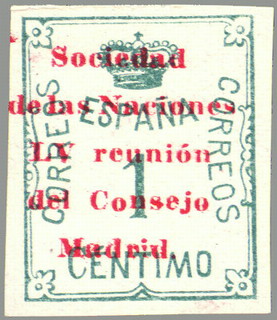 Sociedad
de las Naciones
LV reunión
del Consejo
Madrid.
ESPAÑA
CORREOS
CORREOS
1
CENTIMO